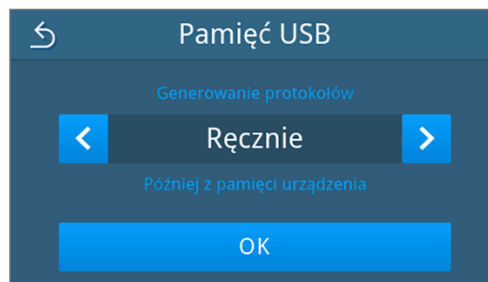 Pamięć USB
Generowanie protokołów
Ręcznie
Później z pamięci urządzenia
OK